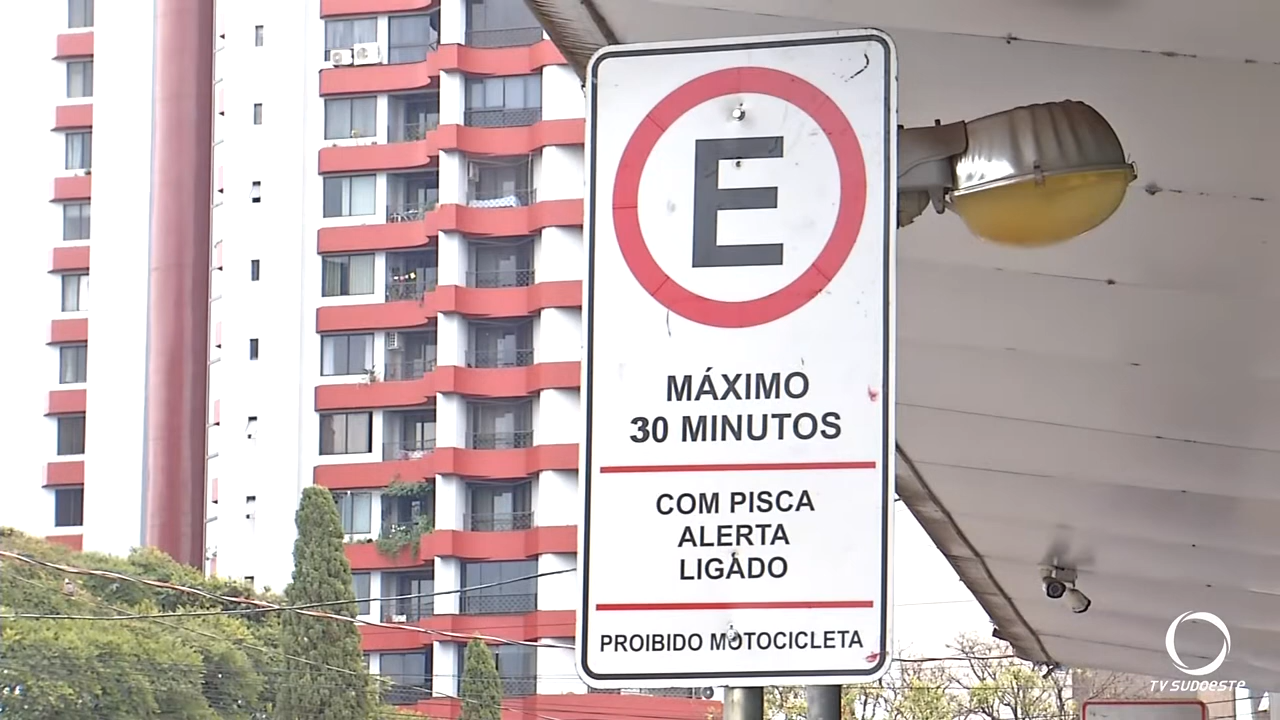 E
MÁXIMO
30 MINUTOS
COM PISCA
ALERTA
LIGADO
PROIBIDO MOTOCICLETA
TV SUDOESTE